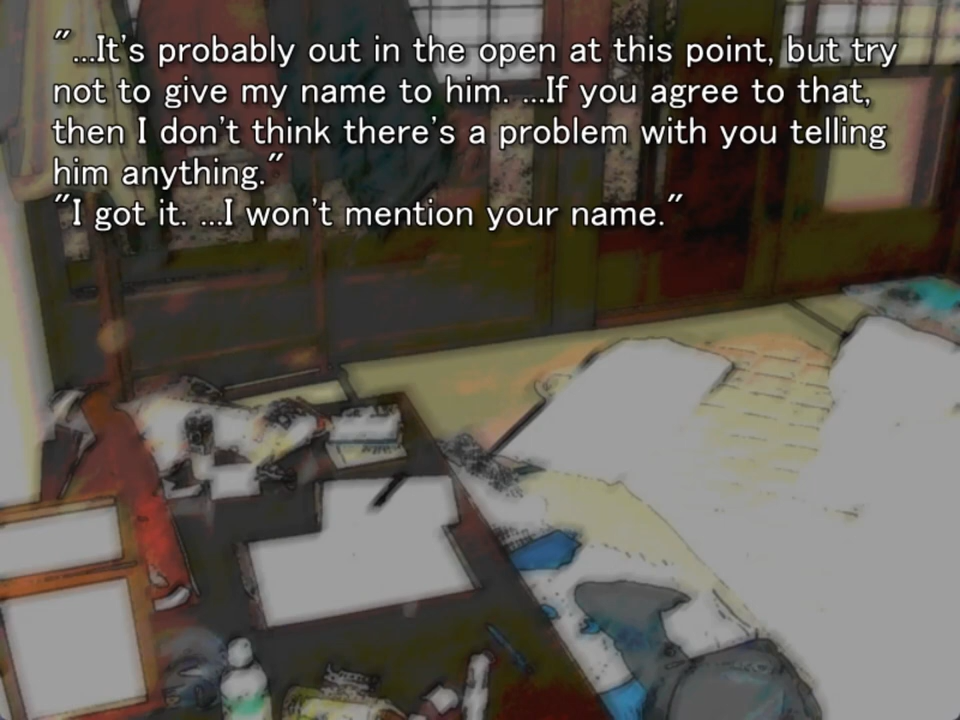 "...It's probably out in the open at this point, but try
not to give my name to him. ...If you agree to that,
then I don't think there's a problem with you telling
him anything."
"I got it. ...I won't mention your name."